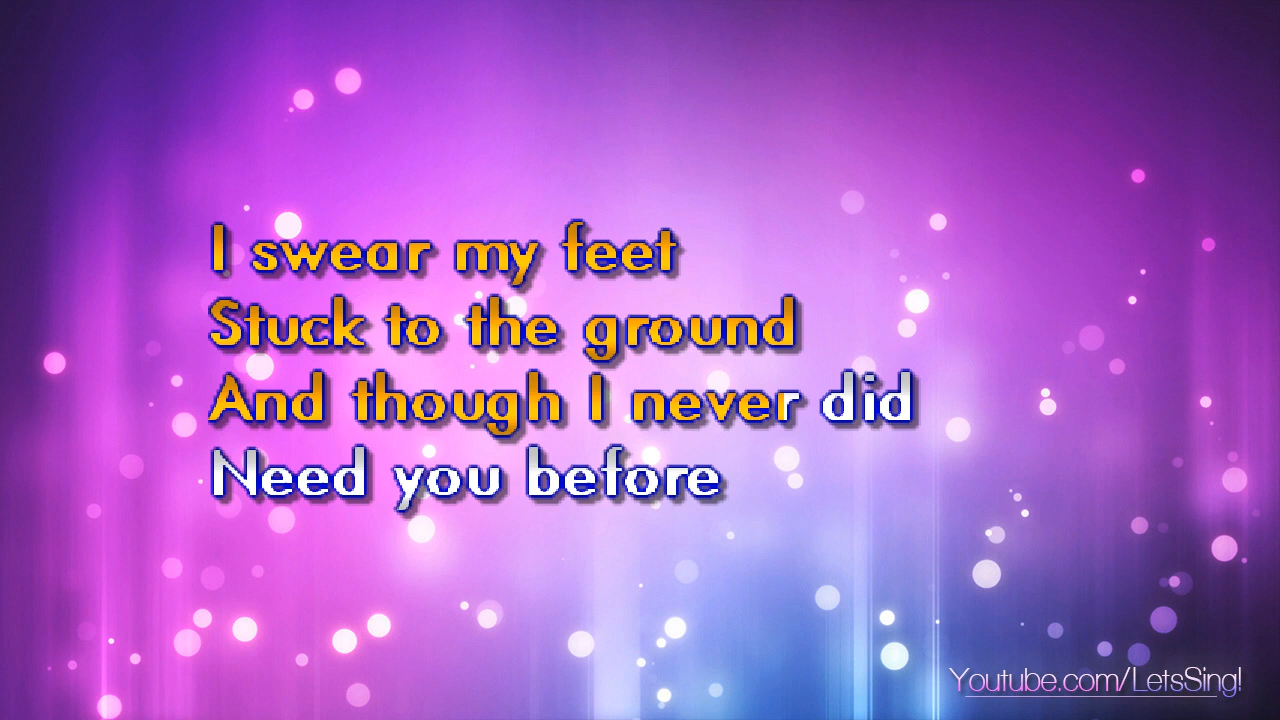 I swear my feet
Stuck to the ground
And though I never did
Need you before
Youtube.com/LetsSing!